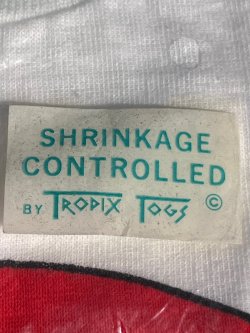 SHRINKAGE
CONTROLLED
BY TROPIX TOGS ©